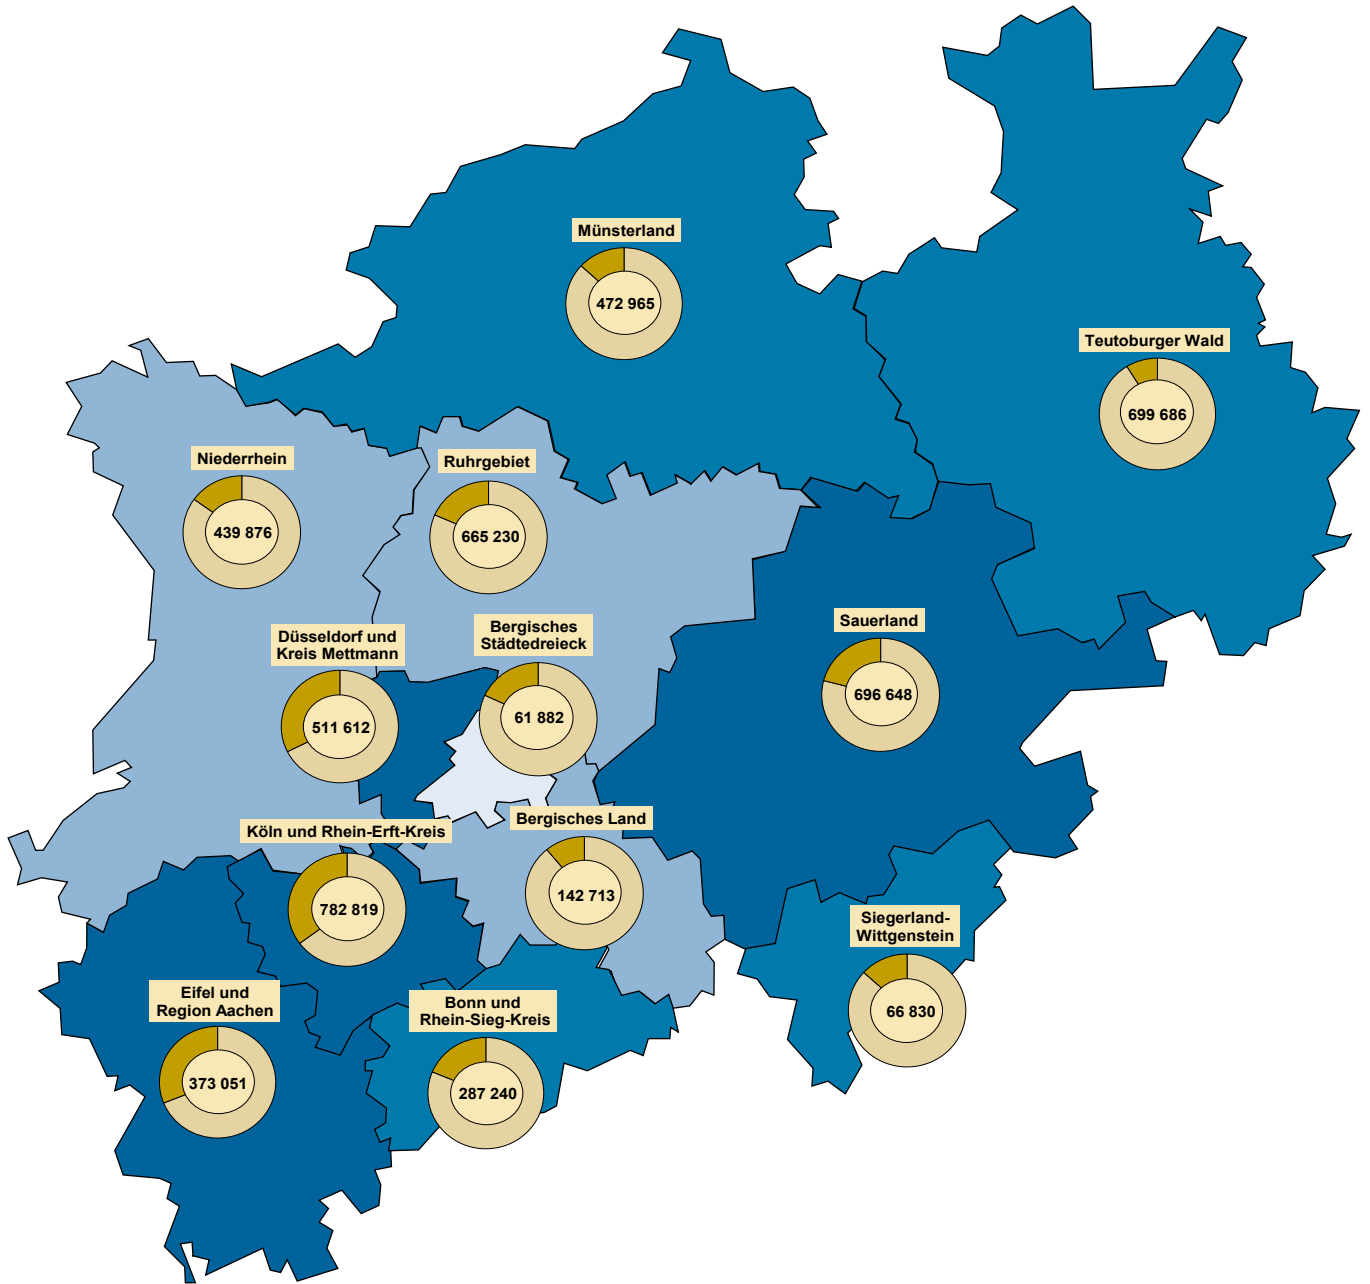 Münsterland
472 965
Teutoburger Wald
699 686
Niederrhein
439 876
Ruhrgebiet
665 230
Sauerland
696 648
Bergisches
Städtedreieck
61 882
Düsseldorf und
Kreis Mettmann
511 612
Köln und Rhein-Erft-Kreis
782 819
Bergisches Land
142 713
Siegerland-
Wittgenstein
66 830
Eifel und
Region Aachen
373 051
Bonn und
Rhein-Sieg-Kreis
287 240